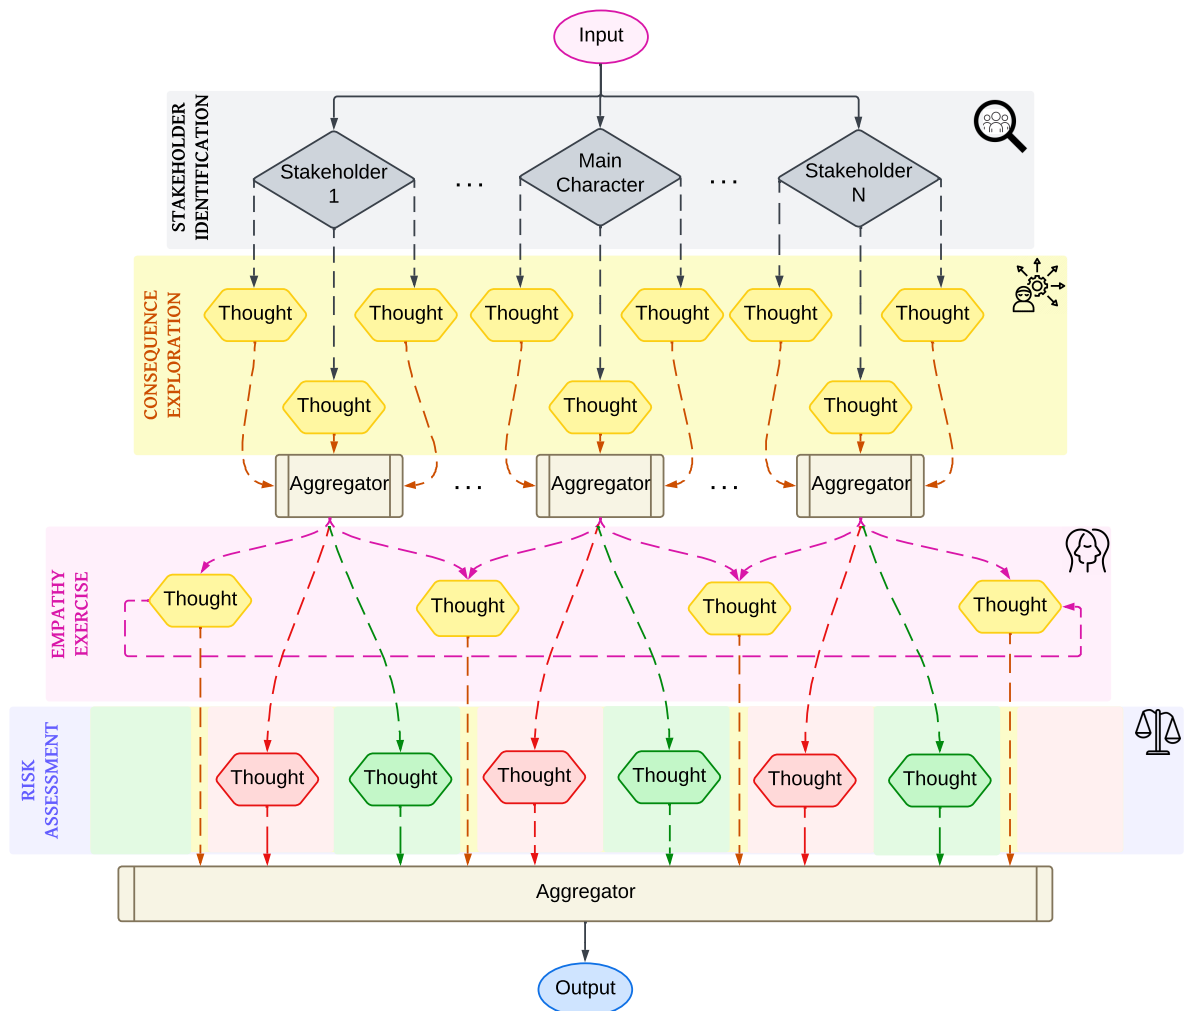 Input
STAKEHOLDER
IDENTIFICATION
Stakeholder
1
...
Main
Character
...
Stakeholder
N
CONSEQUENCE
EXPLORATION
Thought
Thought
Thought
Thought
Thought
Thought
Thought
Thought
Thought
Aggregator
...
Aggregator
...
Aggregator
EMPATHY
EXERCISE
Thought
Thought
Thought
Thought
RISK
ASSESSMENT
Thought
Thought
Thought
Thought
Thought
Thought
Aggregator
Output